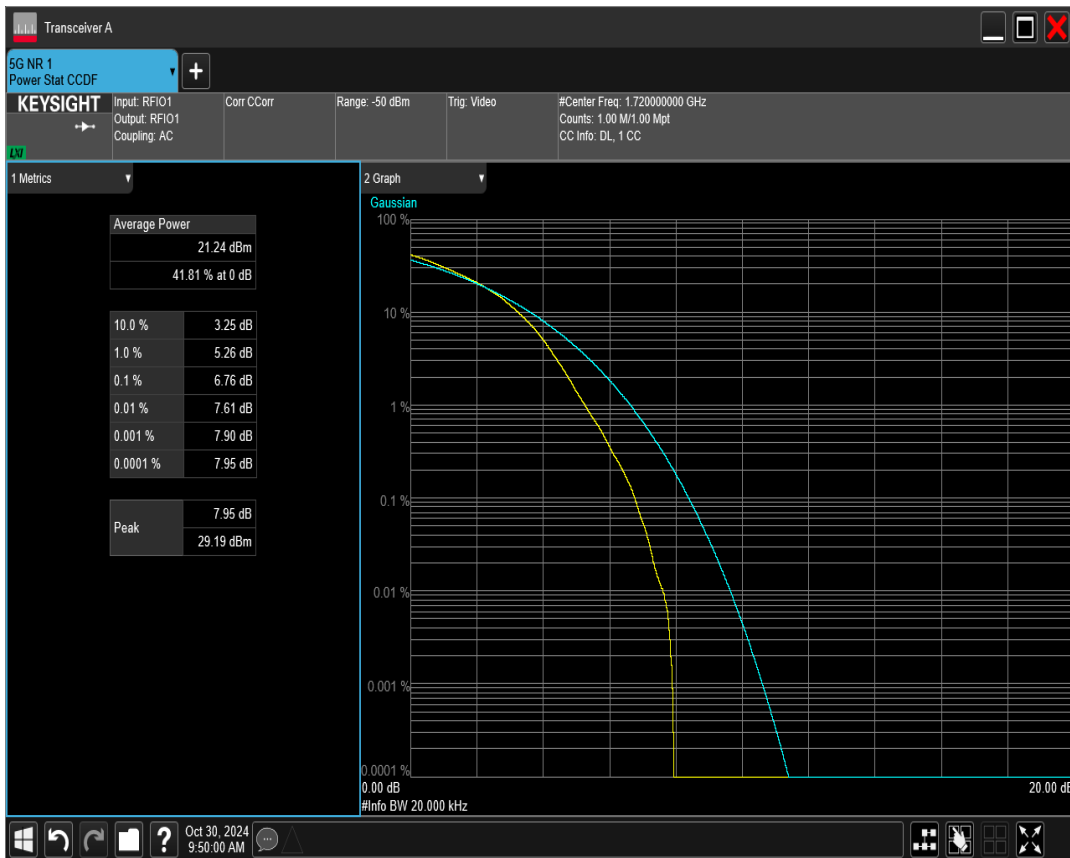 Transceiver A
5G NR 1
Power Stat CCDF
KEYSIGHT
LXI
Input: RFIO1
Output: RFIO1
Coupling: AC
Corr CCorr
Range: -50 dBm
Trig: Video
#Center Freq: 1.720000000 GHz
Counts: 1.00 M/1.00 Mpt
CC Info: DL, 1 CC
1 Metrics
Average Power
21.24 dBm
41.81 % at 0 dB
10.0 % 3.25 dB
1.0 % 5.26 dB
0.1 % 6.76 dB
0.01 % 7.61 dB
0.001 % 7.90 dB
0.0001 % 7.95 dB
Peak
7.95 dB
29.19 dBm
2 Graph
Gaussian
100 %
10 %
1 %
0.1 %
0.01 %
0.001 %
0.0001 %
0.00 dB 20.00 dB
#Info BW 20.000 kHz
Oct 30, 2024
9:50:00 AM